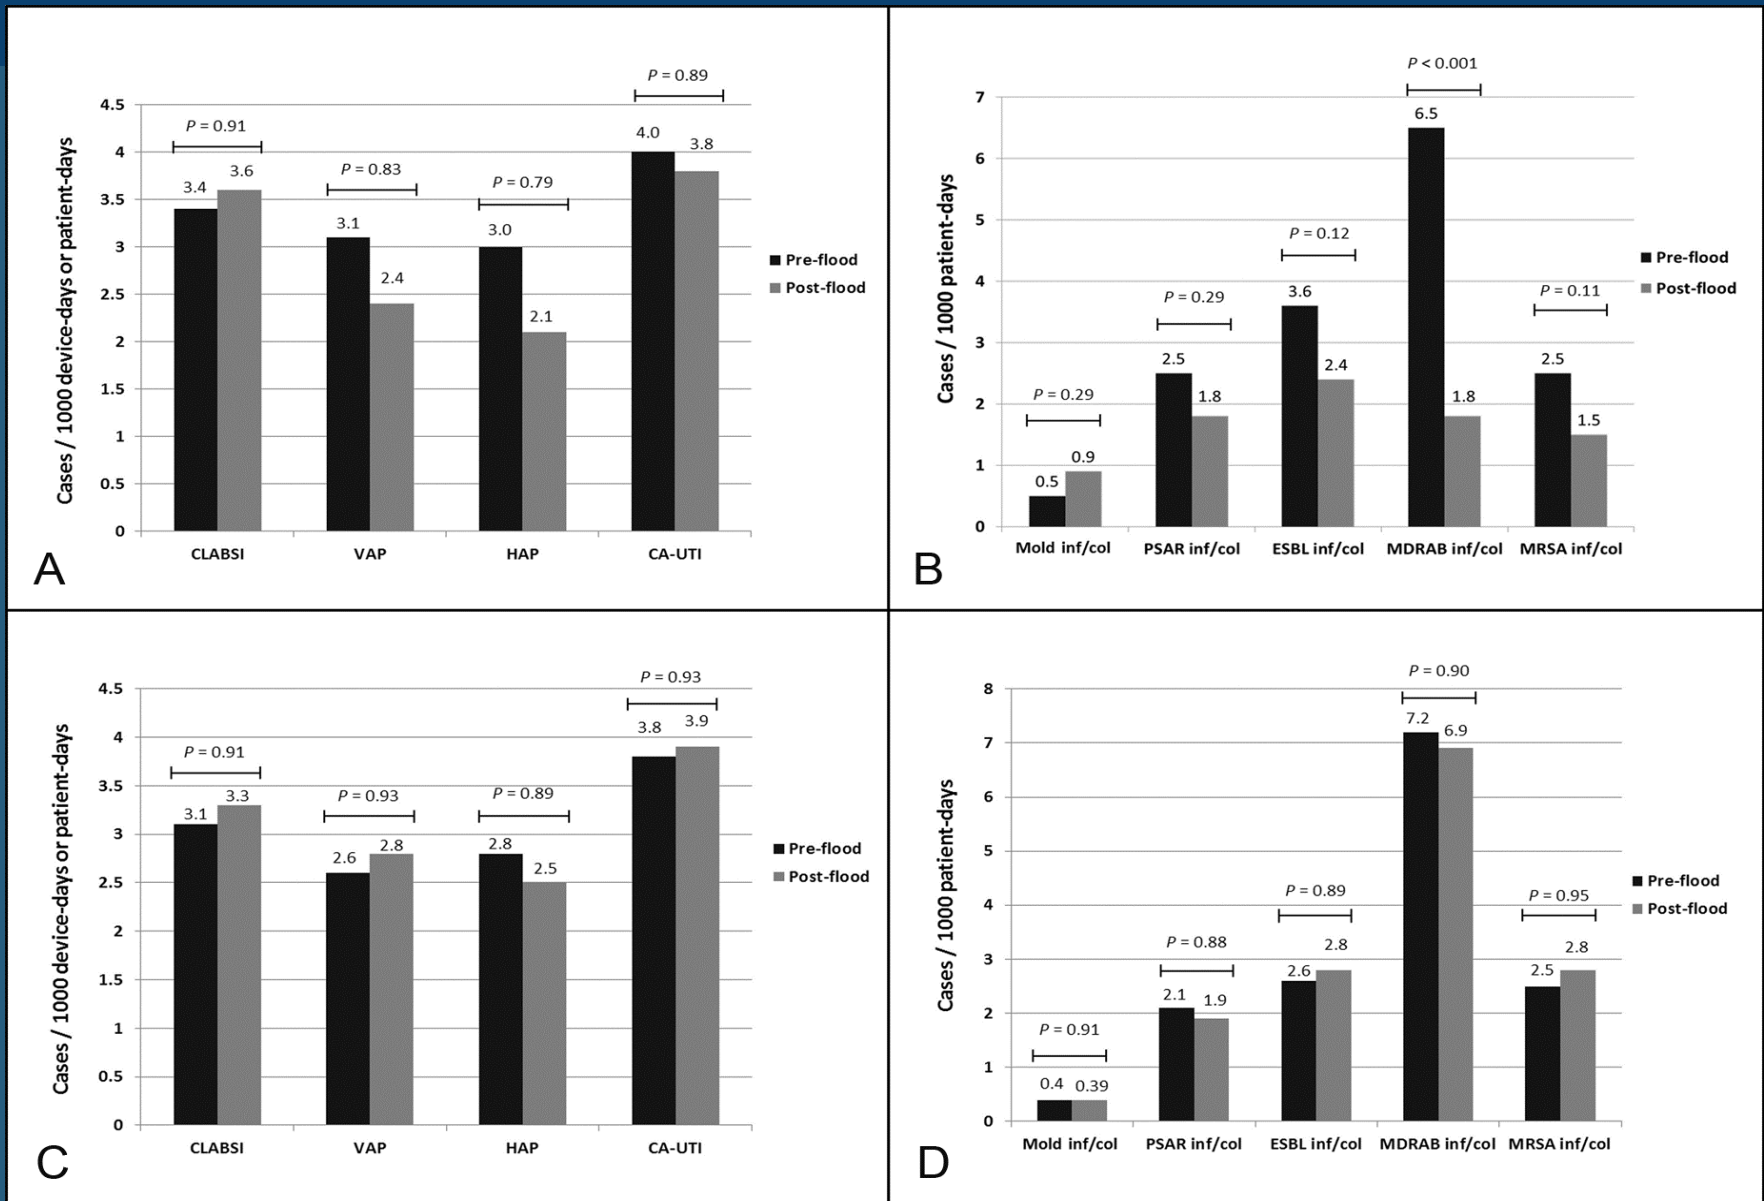 P = 0.89
4.5
P = 0.91
4
4.0
3.8
P = 0.83
3.6
P = 0.79
3.5
3.4
3.1
3.0
3
2.5
2.4
2.1
2
1.5
1
0.5
0
Cases / 1000 device-days or patient-days
Pre-flood
Post-flood
CLABSI VAP HAP CA-UTI
A
P < 0.001
7
6.5
6
5
P = 0.12
4
3.6
P = 0.29
P = 0.11
3
2.5
2.4
2.5
2
1.8
1.8
1.5
P = 0.29
1
0.9
0.5
0
Cases / 1000 patient-days
Pre-flood
Post-flood
Mold inf/col PSAR inf/col ESBL inf/col MDRAB inf/col MRSA inf/col
B
P = 0.93
4.5
4
3.8
3.9
P = 0.91
3.5
3.1
3.3
P = 0.93
P = 0.89
3
2.6
2.8
2.8
2.5
2.5
2
1.5
1
0.5
0
Cases / 1000 device-days or patient-days
Pre-flood
Post-flood
CLABSI VAP HAP CA-UTI
C
P = 0.90
8
7.2
6.9
7
6
5
P = 0.89
P = 0.95
4
P = 0.88
3
2.6
2.8
2.5
2.8
2.1
1.9
2
P = 0.91
1
0.4
0.39
0
Cases / 1000 patient-days
Pre-flood
Post-flood
Mold inf/col PSAR inf/col ESBL inf/col MDRAB inf/col MRSA inf/col
D